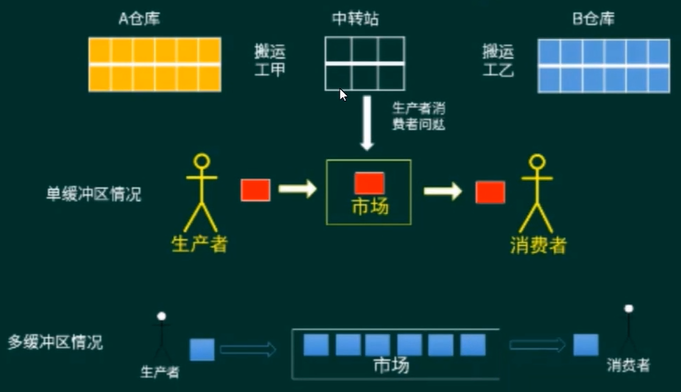 A仓库
中转站
B仓库
搬运
工甲
搬运
工乙
生产者消
费者问题
单缓冲区情况
市场
生产者
消费者
多缓冲区情况
生产者
市场
消费者